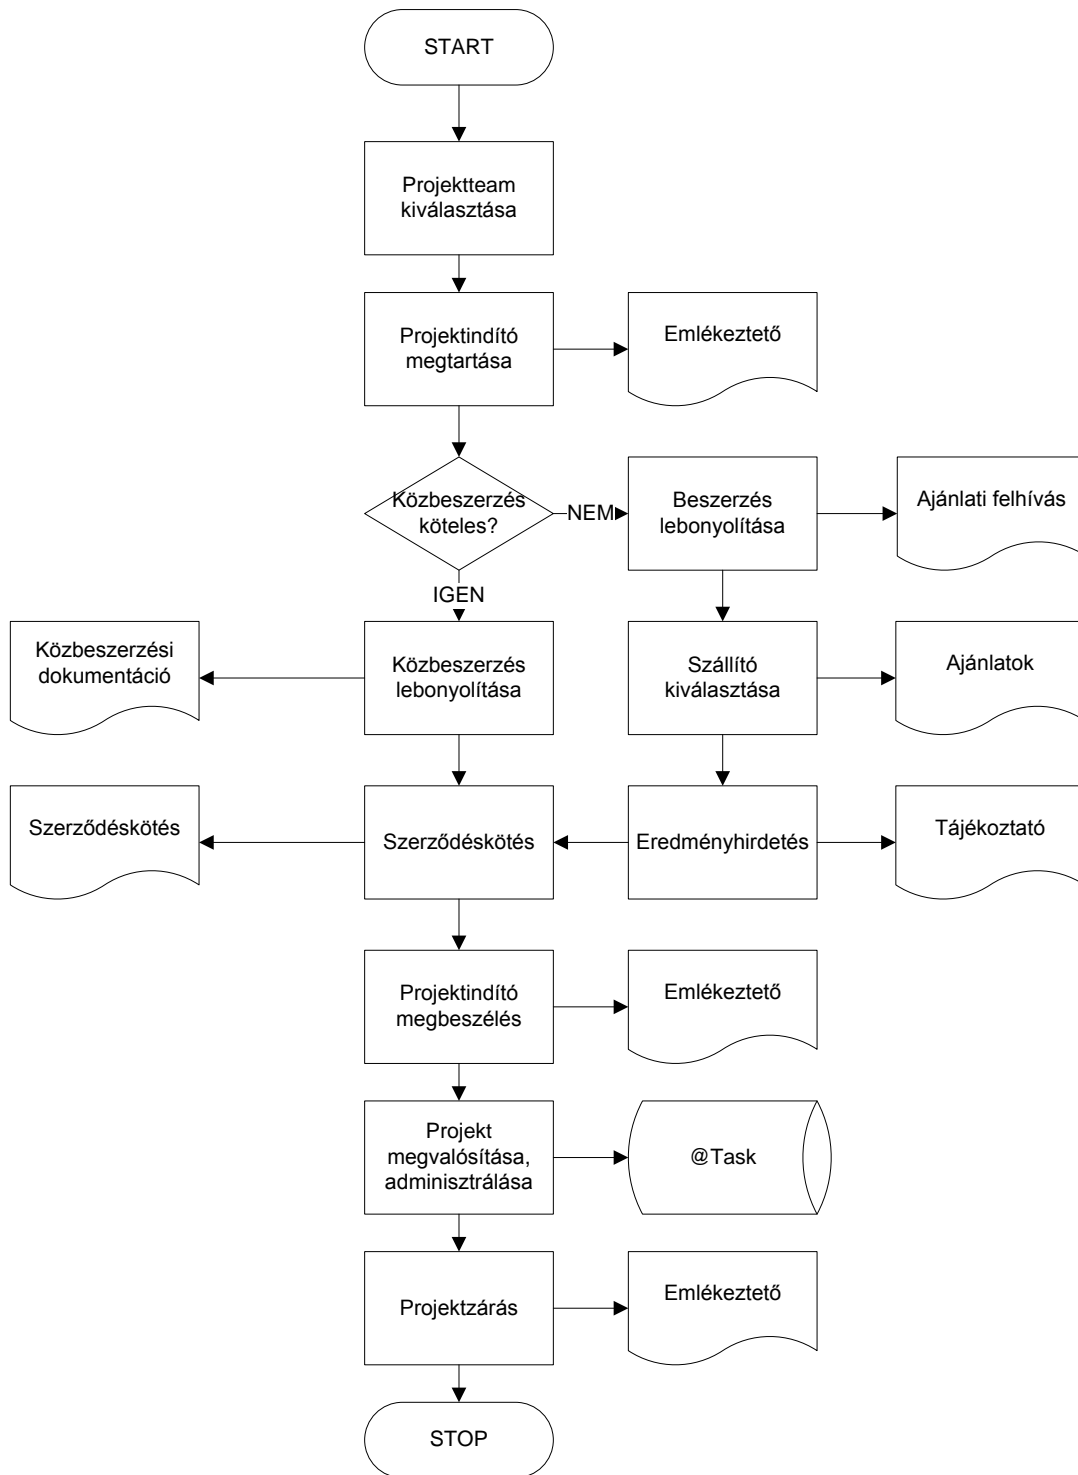 START
Projektteam
kiválasztása
Projektindító
megtartása
Emlékeztető
Közbeszerzés
köteles?
NEM
Beszerzés
lebonyolítása
Ajánlati felhívás
IGEN
Közbeszerzési
dokumentáció
Közbeszerzés
lebonyolítása
Szállító
kiválasztása
Ajánlatok
Szerződéskötés
Szerződéskötés
Eredményhirdetés
Tájékoztató
Projektindító
megbeszélés
Emlékeztető
Projekt
megvalósítása,
adminisztrálása
@Task
Projektzárás
Emlékeztető
STOP